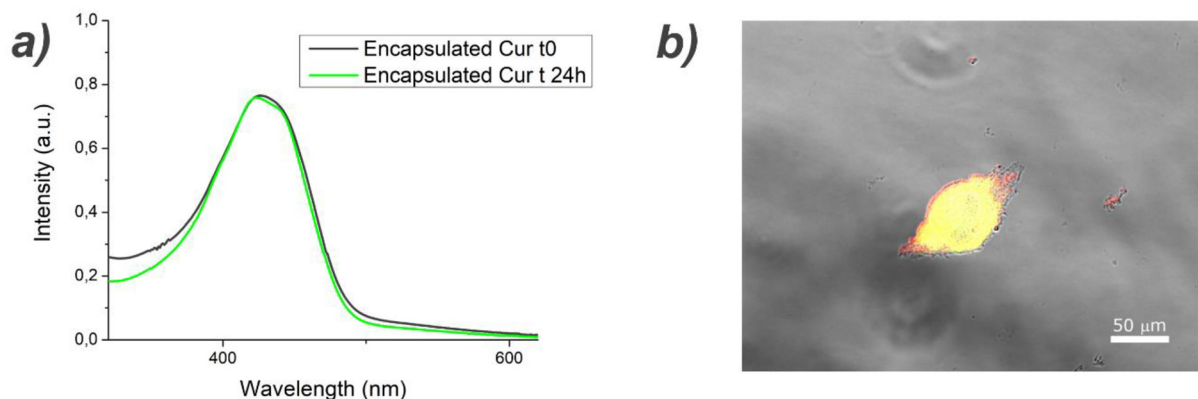 a)
1,0
0,8
0,6
0,4
0,2
0,0
Intensity (a.u.)
Encapsulated Cur t0
Encapsulated Cur t 24h
400
600
Wavelength (nm)
b)
50 μm